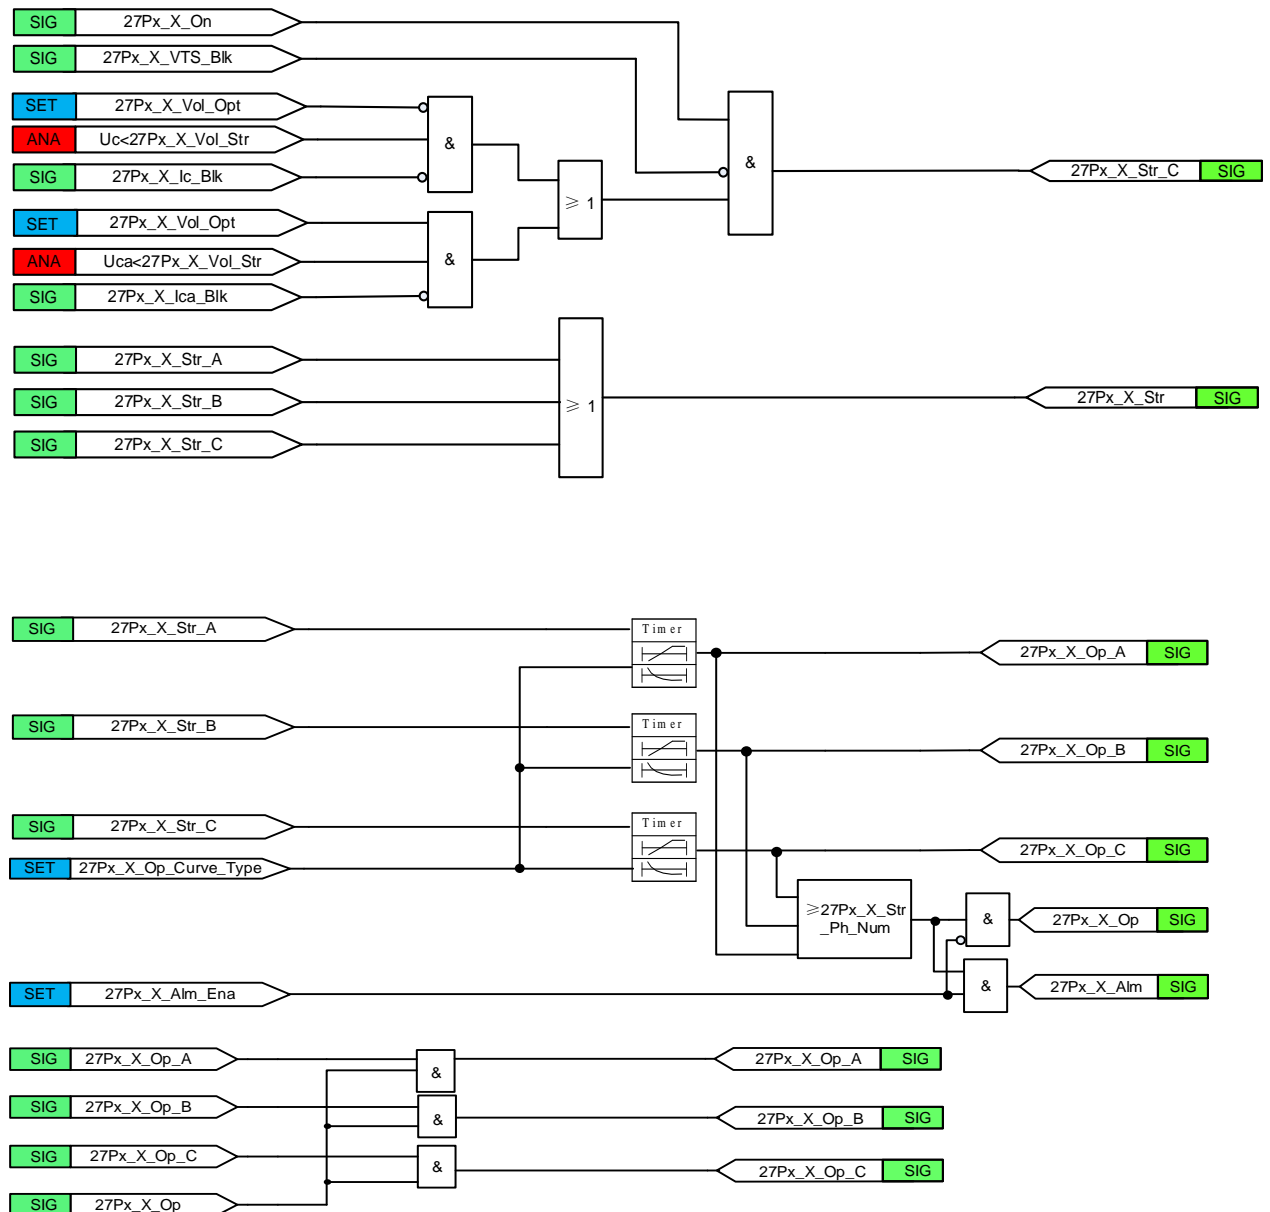 SIG 27Px_X_On
SIG 27Px_X_VTS_Blk
SET 27Px_X_Vol_Opt
ANA Uc<27Px_X_Vol_Str
&
SIG 27Px_X_Ic_Blk
&
27Px_X_Str_C SIG
≥ 1
SET 27Px_X_Vol_Opt
ANA Uca<27Px_X_Vol_Str
&
SIG 27Px_X_Ica_Blk
SIG 27Px_X_Str_A
SIG 27Px_X_Str_B
≥ 1
27Px_X_Str SIG
SIG 27Px_X_Str_C
SIG 27Px_X_Str_A
Timer
27Px_X_Op_A SIG
SIG 27Px_X_Str_B
Timer
27Px_X_Op_B SIG
SIG 27Px_X_Str_C
Timer
27Px_X_Op_C SIG
SET 27Px_X_Op_Curve_Type
≥27Px_X_Str
_Ph_Num
&
27Px_X_Op SIG
SET 27Px_X_Alm_Ena
&
27Px_X_Alm SIG
SIG 27Px_X_Op_A
&
27Px_X_Op_A SIG
SIG 27Px_X_Op_B
&
27Px_X_Op_B SIG
SIG 27Px_X_Op_C
&
27Px_X_Op_C SIG
SIG 27Px_X_Op